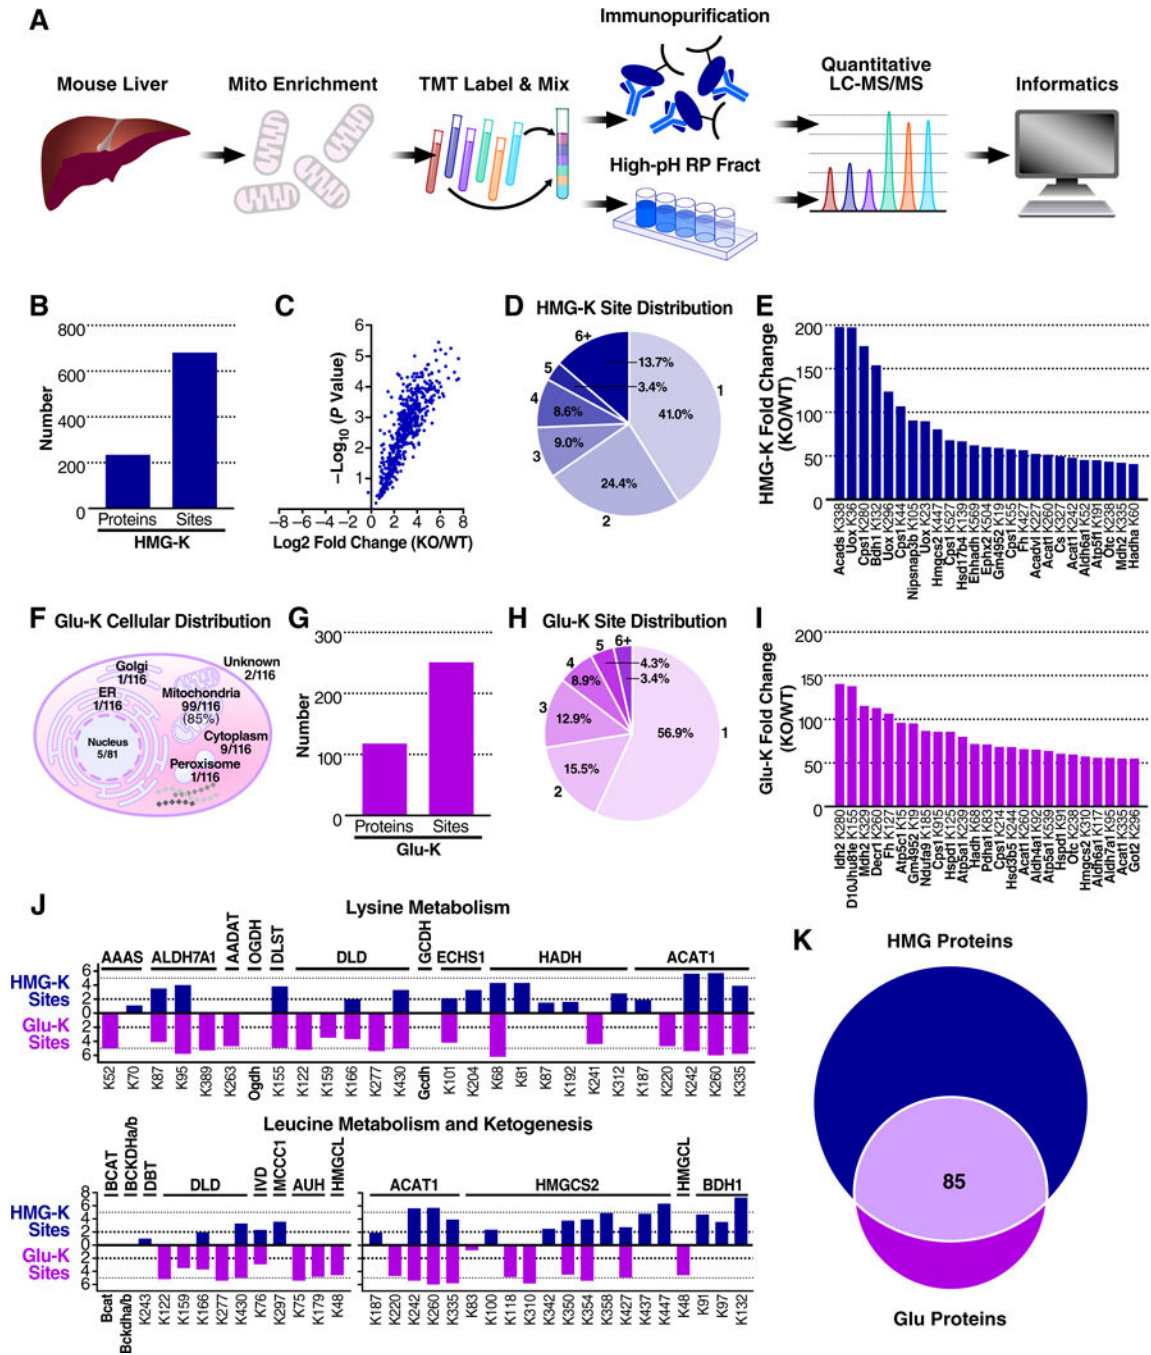 A
Mouse Liver
Mito Enrichment
TMT Label & Mix
Immunopurification
High-pH RP Fract
Quantitative
LC-MS/MS
Informatics
B
800
600
400
200
0
Number
Proteins
Sites
HMG-K
C
6
5
4
3
2
1
−Log10 (P Value)
−8 −6 −4 −2 0 2 4 6 8
Log2 Fold Change (KO/WT)
D
HMG-K Site Distribution
6+
5
4
3
2
1
13.7%
3.4%
8.6%
9.0%
24.4%
41.0%
E
HMG-K Fold Change
(KO/WT)
200
150
100
50
0
Acads K338
Uox K36
Cps1 K280
Bdh1 K132
Uox K296
Cps1 K44
Nipsnap3b K105
Uox K23
Hmgcs2 K447
Cps1 K527
Hsd17b4 K139
Ehhadh K569
Ephx2 K504
Gm4952 K19
Cps1 K55
Fh K427
Acadvl K227
Acat1 K260
Cs K327
Acat1 K242
Aldh6a1 K52
Atp5f1 K191
Otc K238
Mdh2 K335
Hadha K60
F
Glu-K Cellular Distribution
Golgi
1/116
Unknown
2/116
ER
1/116
Mitochondria
99/116
(85%)
Nucleus
5/81
Cytoplasm
9/116
Peroxisome
1/116
G
300
200
100
0
Number
Proteins
Sites
Glu-K
H
Glu-K Site Distribution
6+
5
4
3
2
1
4.3%
3.4%
8.9%
12.9%
15.5%
56.9%
I
Glu-K Fold Change
(KO/WT)
200
150
100
50
0
Idh2 K280
D10Jhu81e K155
Mdh2 K329
Decr1 K260
Fh K127
Atp5c1 K15
Gm4952 K19
Ndufa9 K185
Cps1 K915
Hspd1 K125
Atp5a1 K239
Hadh K68
Pdha1 K83
Cps1 K214
Hsd3b5 K244
Acat1 K260
Aldh4a1 K92
Atp5a1 K539
Hspd1 K91
Otc K238
Hmgcs2 K310
Aldh6a1 K117
Aldh7a1 K95
Acat1 K335
Got2 K296
J
Lysine Metabolism
AAAS
ALDH7A1
AADAT
OGDH
DLST
DLD
GCDH
ECHS1
HADH
ACAT1
HMG-K
Sites
Glu-K
Sites
6
4
2
0
2
4
6
K52
K70
K87
K95
K389
K263
Ogdh
K155
K122
K159
K166
K277
K430
Gcdh
K101
K204
K68
K81
K87
K192
K241
K312
K187
K220
K242
K260
K335
Leucine Metabolism and Ketogenesis
BCAT
BCKDHa/b
DBT
DLD
IVD
MCCC1
AUH
HMGCL
ACAT1
HMGCS2
HMGCL
BDH1
HMG-K
Sites
Glu-K
Sites
8
6
4
2
0
2
4
6
Bcat
Bckdha/b
K243
K122
K159
K166
K277
K430
K76
K297
K75
K179
K48
K187
K220
K242
K260
K335
K83
K100
K118
K310
K342
K350
K354
K358
K427
K437
K447
K48
K91
K97
K132
K
HMG Proteins
85
Glu Proteins